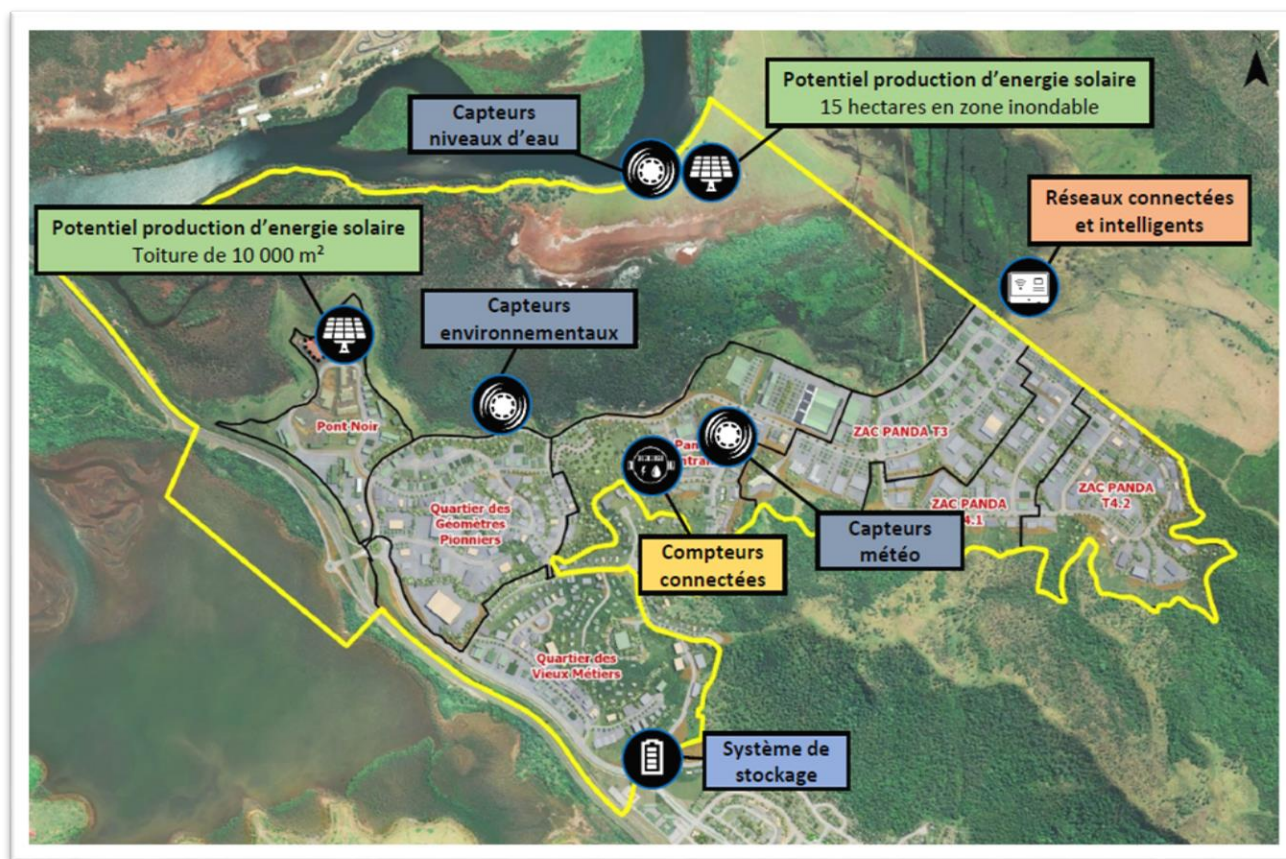 Potentiel production d'energie solaire
15 hectares en zone inondable
Capteurs
niveaux d'eau
Réseaux connectées
et intelligents
Potentiel production d'energie solaire
Toiture de 10 000 m²
Capteurs
environnementaux
Pont Noir
ZAC PANDA T3
Quartier des
Géomètres
Pionniers
ZAC PANDA
ZAC PANDA
T4.2
Capteurs
météo
Compteurs
connectées
Quartier des
Vieux Métiers
Système de
stockage